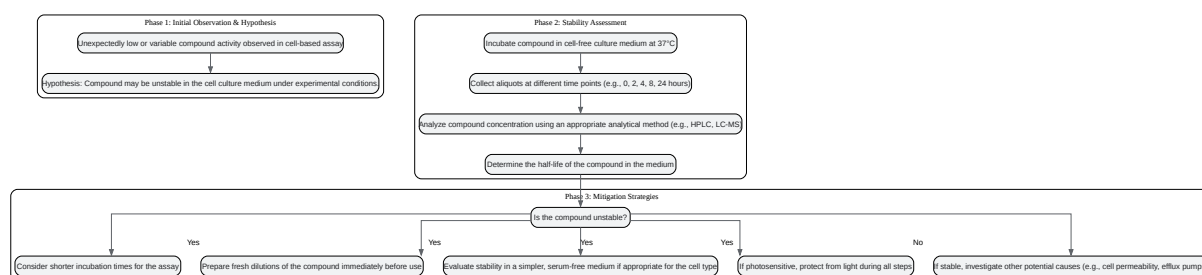 Phase 1: Initial Observation & Hypothesis
Unexpectedly low or variable compound activity observed in cell-based assay
Hypothesis: Compound may be unstable in the cell culture medium under experimental conditions.
Phase 2: Stability Assessment
Incubate compound in cell-free culture medium at 37°C
Collect aliquots at different time points (e.g., 0, 2, 4, 8, 24 hours)
Analyze compound concentration using an appropriate analytical method (e.g., HPLC, LC-MS)
Determine the half-life of the compound in the medium
Phase 3: Mitigation Strategies
Is the compound unstable?
Yes
Yes
Yes
Yes
No
Consider shorter incubation times for the assay
Prepare fresh dilutions of the compound immediately before use
Evaluate stability in a simpler, serum-free medium if appropriate for the cell type
If photosensitive, protect from light during all steps
If stable, investigate other potential causes (e.g., cell permeability, efflux pump